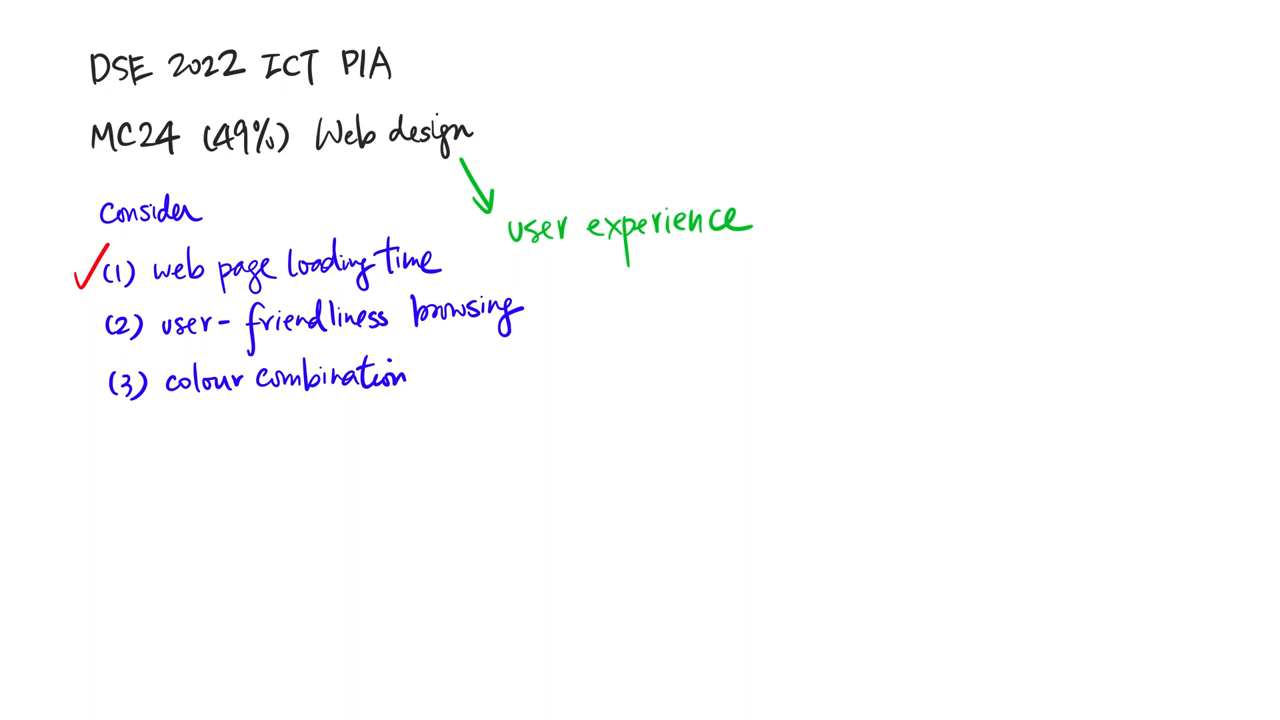 DSE 2022 ICT P1A
MC24 (49%) Web design
user experience
Consider
(1) web page loading time
(2) user-friendliness browsing
(3) colour combination